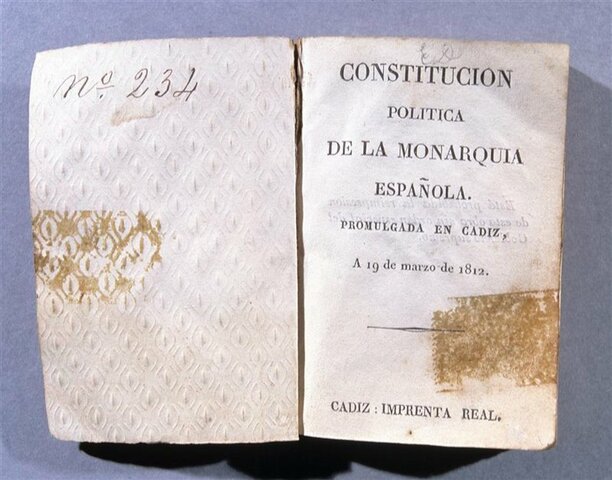 nº. 234
CONSTITUCION
POLITICA
DE LA MONARQUIA
ESPAÑOLA.
PROMULGADA EN CADIZ,
A 19 de marzo de 1812.
CADIZ: IMPRENTA REAL.